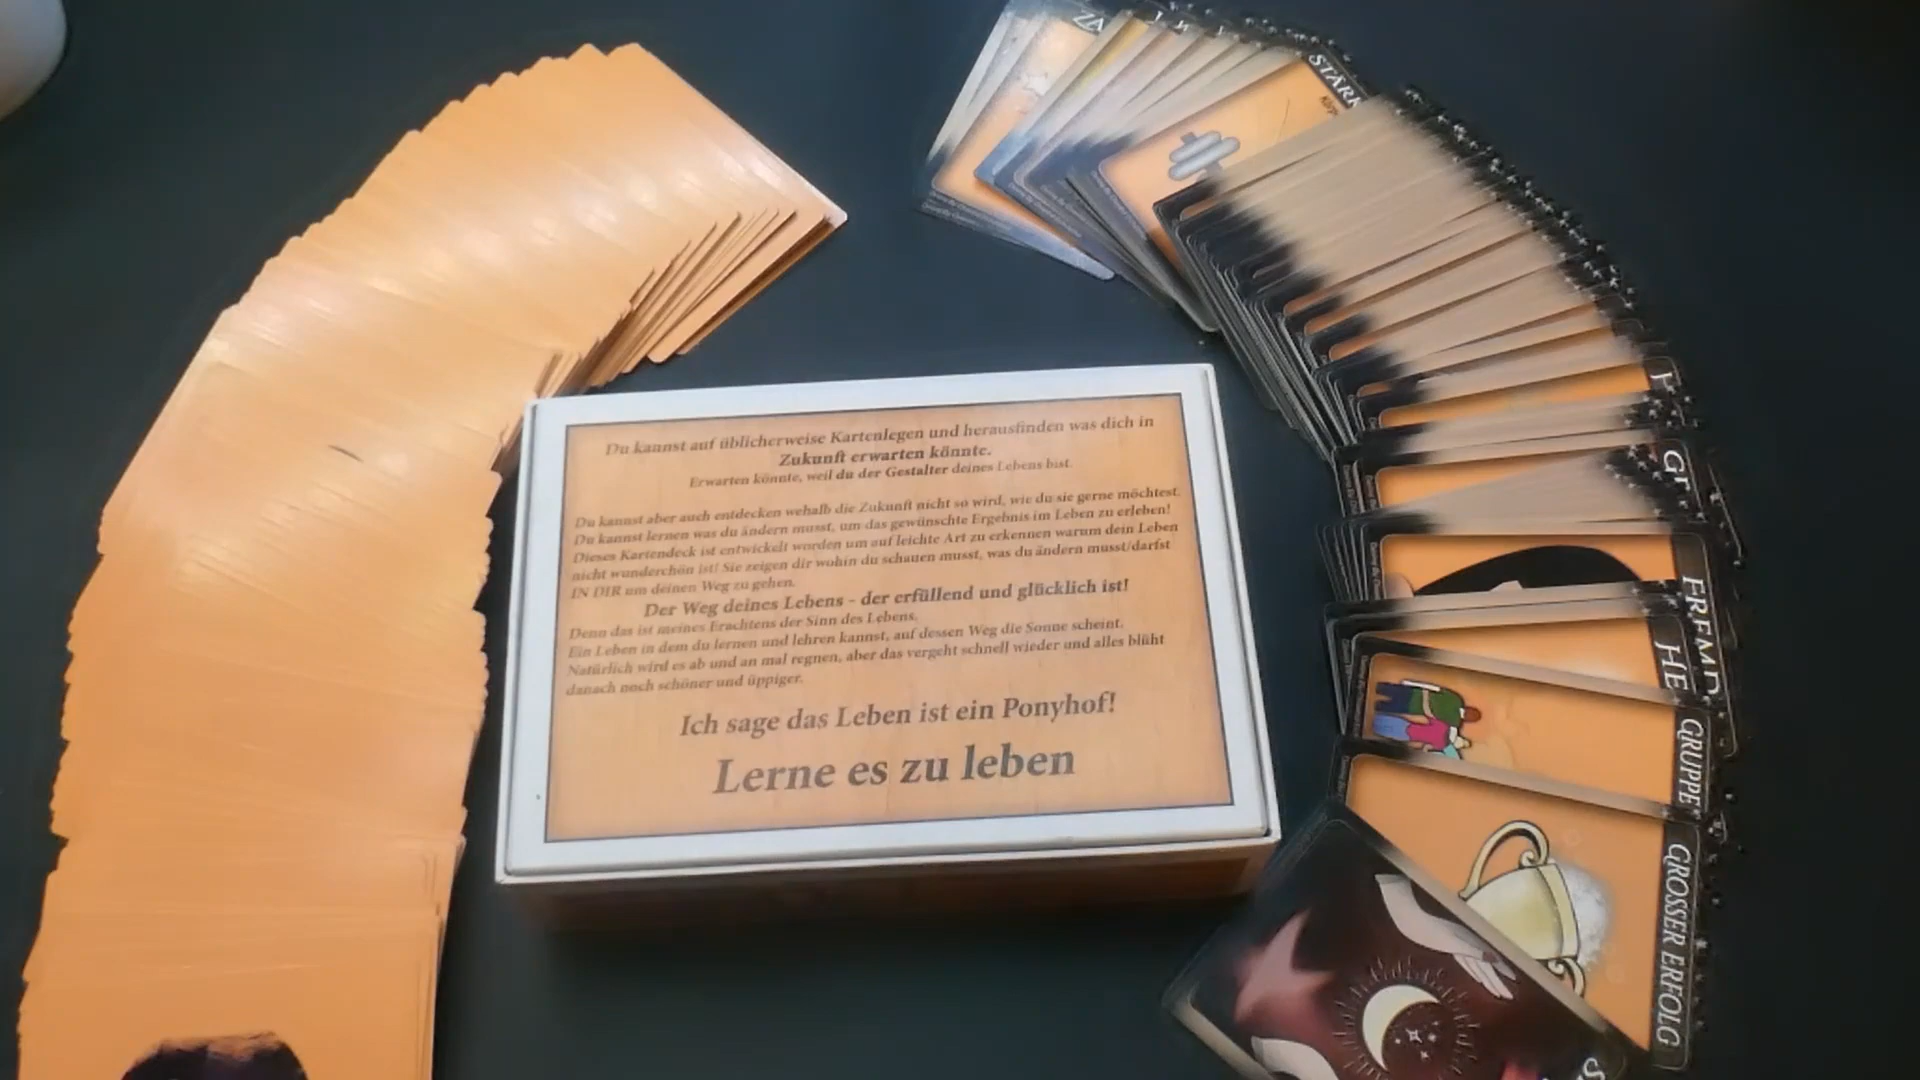 Du kannst auf üblicherweise Kartenlegen und herausfinden was dich in
Zukunft erwarten könnte.
Erwarten könnte, weil du der Gestalter deines Lebens bist.
Du kannst aber auch entdecken wehalb die Zukunft nicht so wird, wie du sie gerne möchtest.
Du kannst lernen was du ändern musst, um das gewünschte Ergebnis im Leben zu erleben!
Dieses Kartendeck ist entwickelt worden um auf leichte Art zu erkennen warum dein Leben
nicht wunderchön ist! Sie zeigen dir wohin du schauen musst, was du ändern musst/darfst
IN DIR um deinen Weg zu gehen.
Der Weg deines Lebens - der erfüllend und glücklich ist!
Denn das ist meines Erachtens der Sinn des Lebens.
Ein Leben in dem du lernen und lehren kannst, auf dessen Weg die Sonne scheint.
Natürlich wird es ab und an mal regnen, aber das vergeht schnell wieder und alles blüht
danach noch schöner und üppiger.
Ich sage das Leben ist ein Ponyhof!
Lerne es zu leben
STÄRK
FREMD
HE
GRUPPE
GROSSER ERFOLG